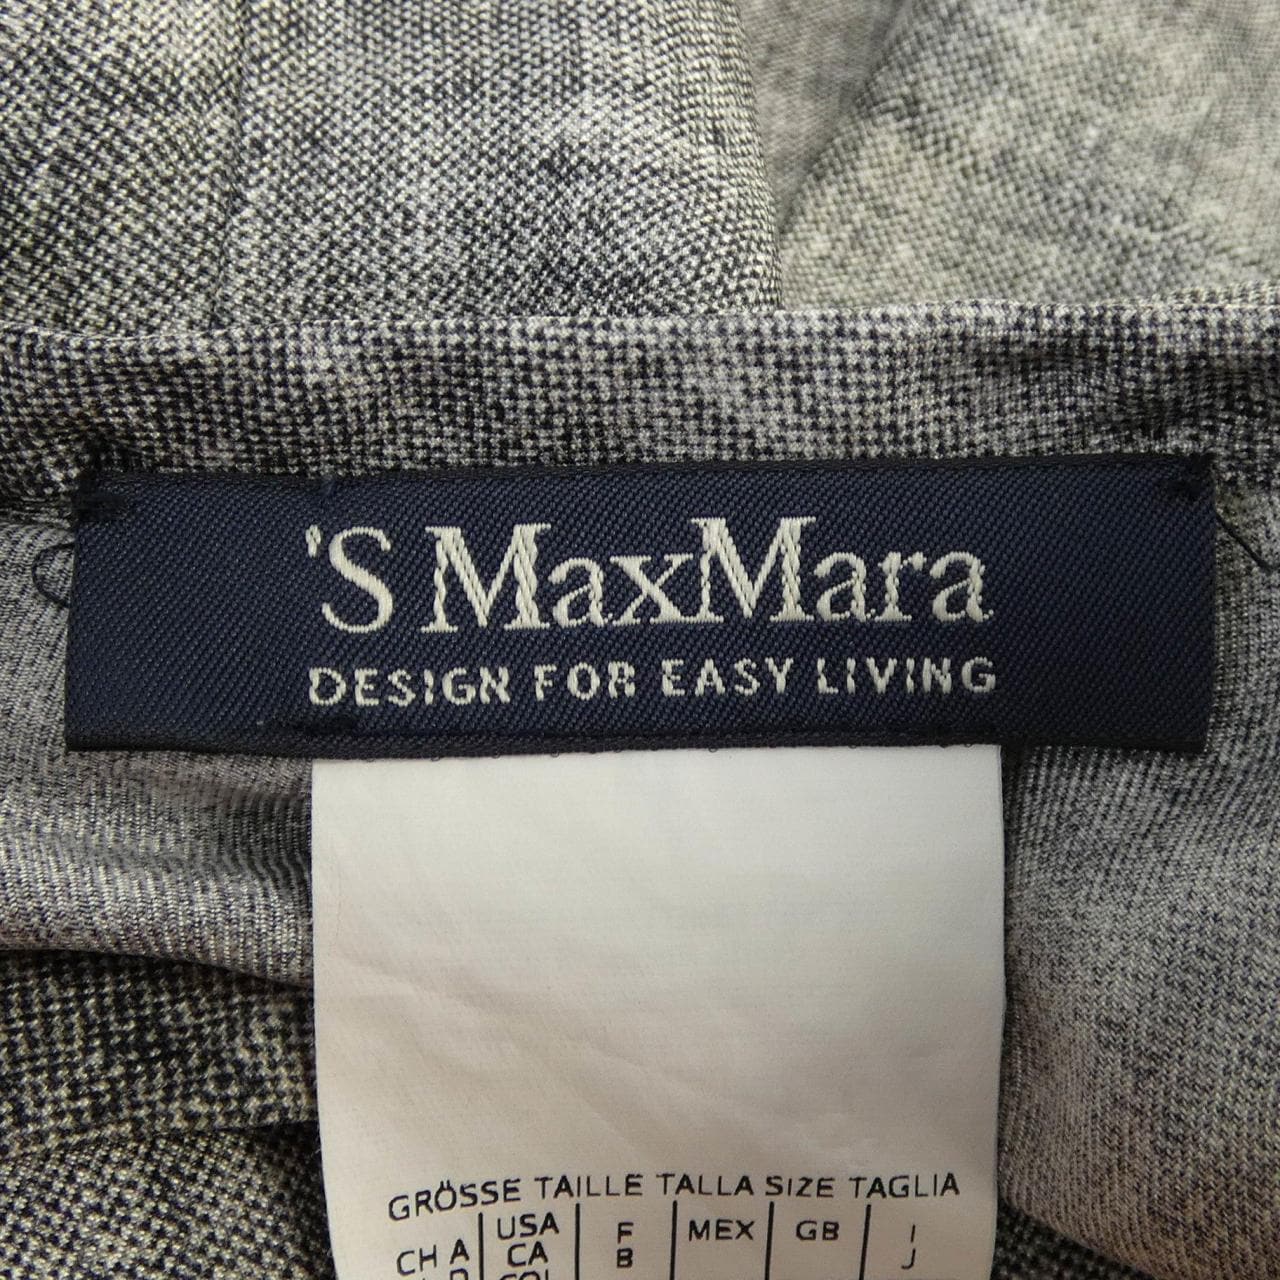 'S MaxMara
DESIGN FOR EASY LIVING
GRÖSSE TAILLE TALLA SIZE TAGLIA
USA F MEX GB I
CH A CA B J